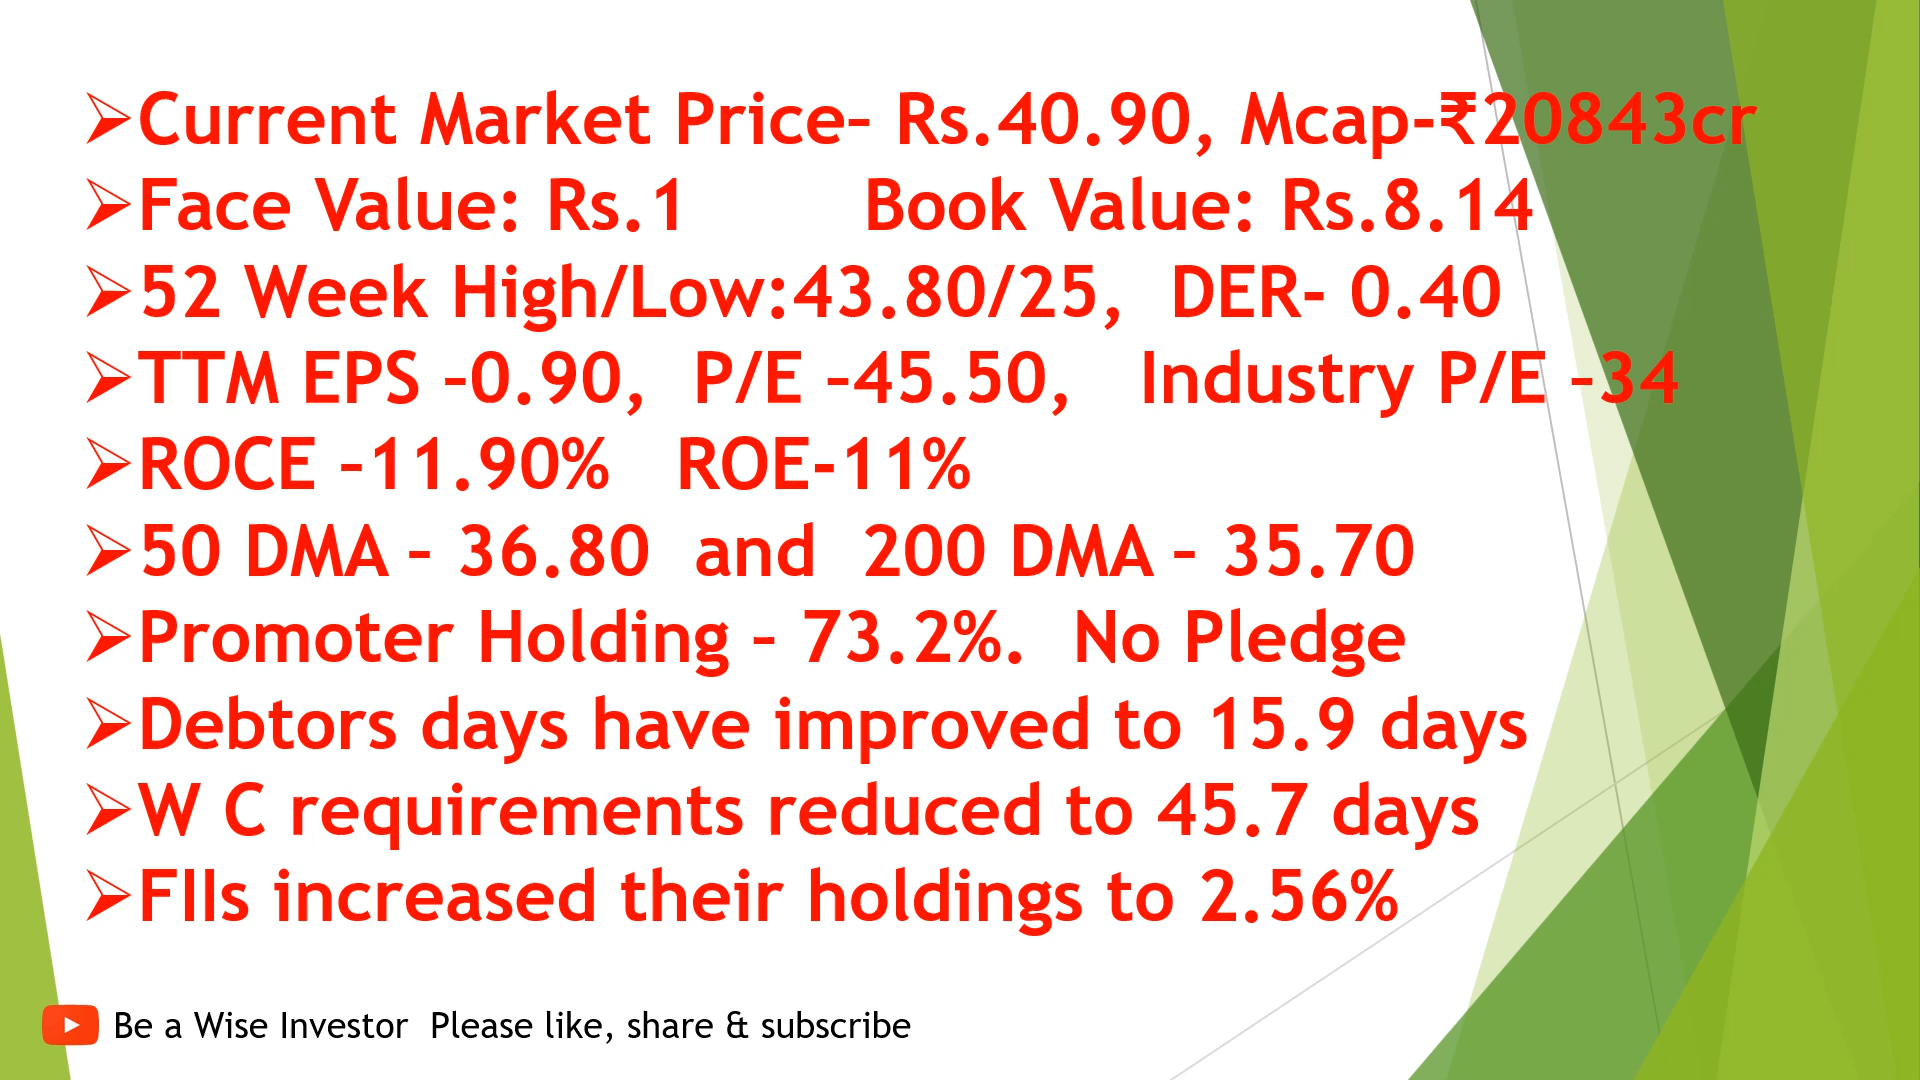 ➢Current Market Price– Rs.40.90, Mcap-₹20843cr
➢Face Value: Rs.1 Book Value: Rs.8.14
➢52 Week High/Low:43.80/25, DER- 0.40
➢TTM EPS –0.90, P/E –45.50, Industry P/E –34
➢ROCE –11.90% ROE-11%
➢50 DMA – 36.80 and 200 DMA – 35.70
➢Promoter Holding – 73.2%. No Pledge
➢Debtors days have improved to 15.9 days
➢W C requirements reduced to 45.7 days
➢FIIs increased their holdings to 2.56%
Be a Wise Investor Please like, share & subscribe